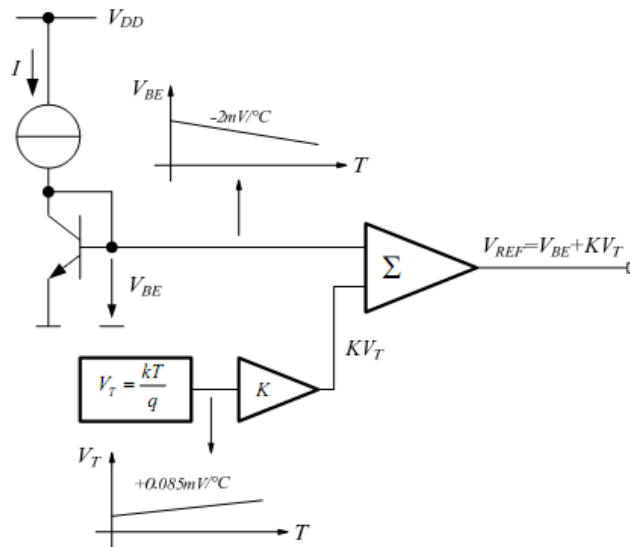 V_DD
I
V_BE
-2mV/°C
T
V_REF=V_BE+KV_T
Σ
V_BE
KV_T
V_T = kT/q
K
V_T
+0.085mV/°C
T